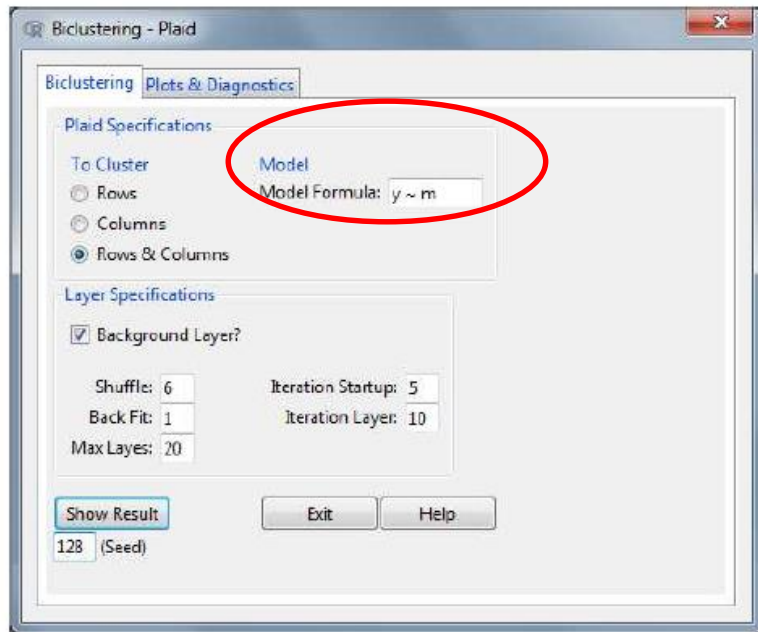 Biclustering - Plaid
Biclustering Plots & Diagnostics
Plaid Specifications
To Cluster Model
Rows Model Formula: y ~ m
Columns
Rows & Columns
Layer Specifications
Background Layer?
Shuffle: 6 Iteration Startup: 5
Back Fit: 1 Iteration Layer: 10
Max Layes: 20
Show Result Exit Help
128 (Seed)